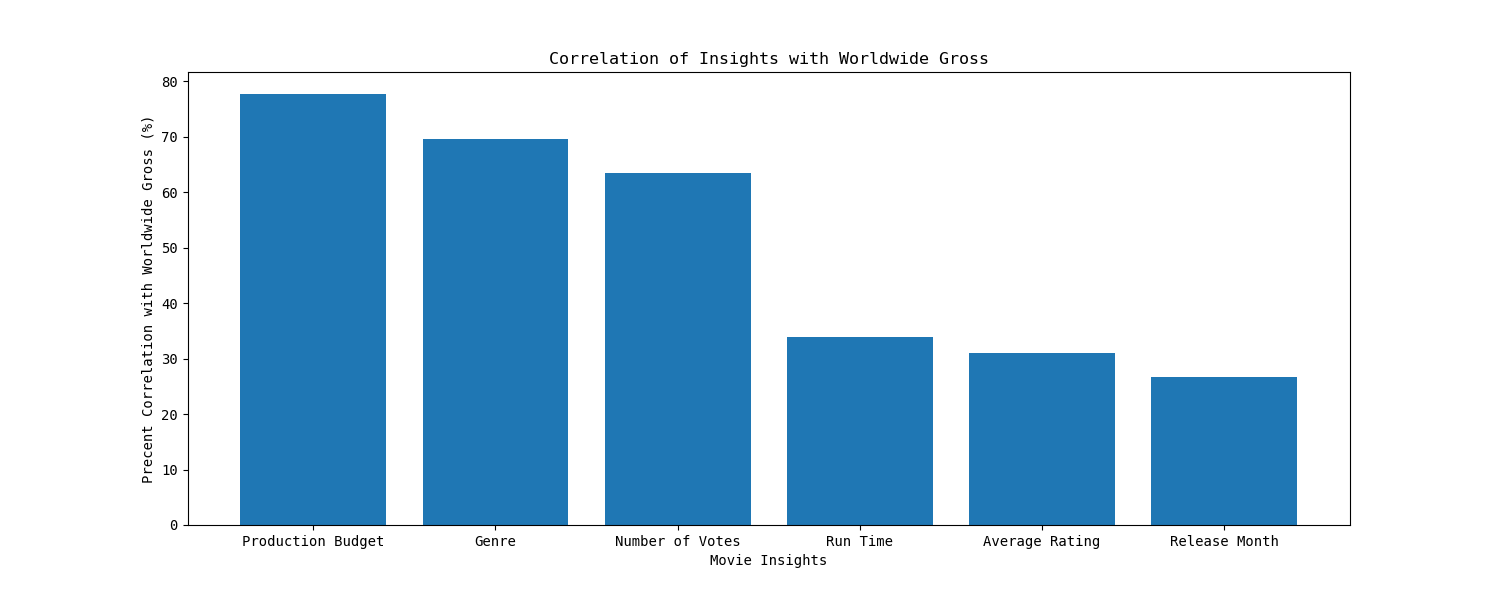 Correlation of Insights with Worldwide Gross
Precent Correlation with Worldwide Gross (%)
80
70
60
50
40
30
20
10
0
Production Budget
Genre
Number of Votes
Run Time
Average Rating
Release Month
Movie Insights